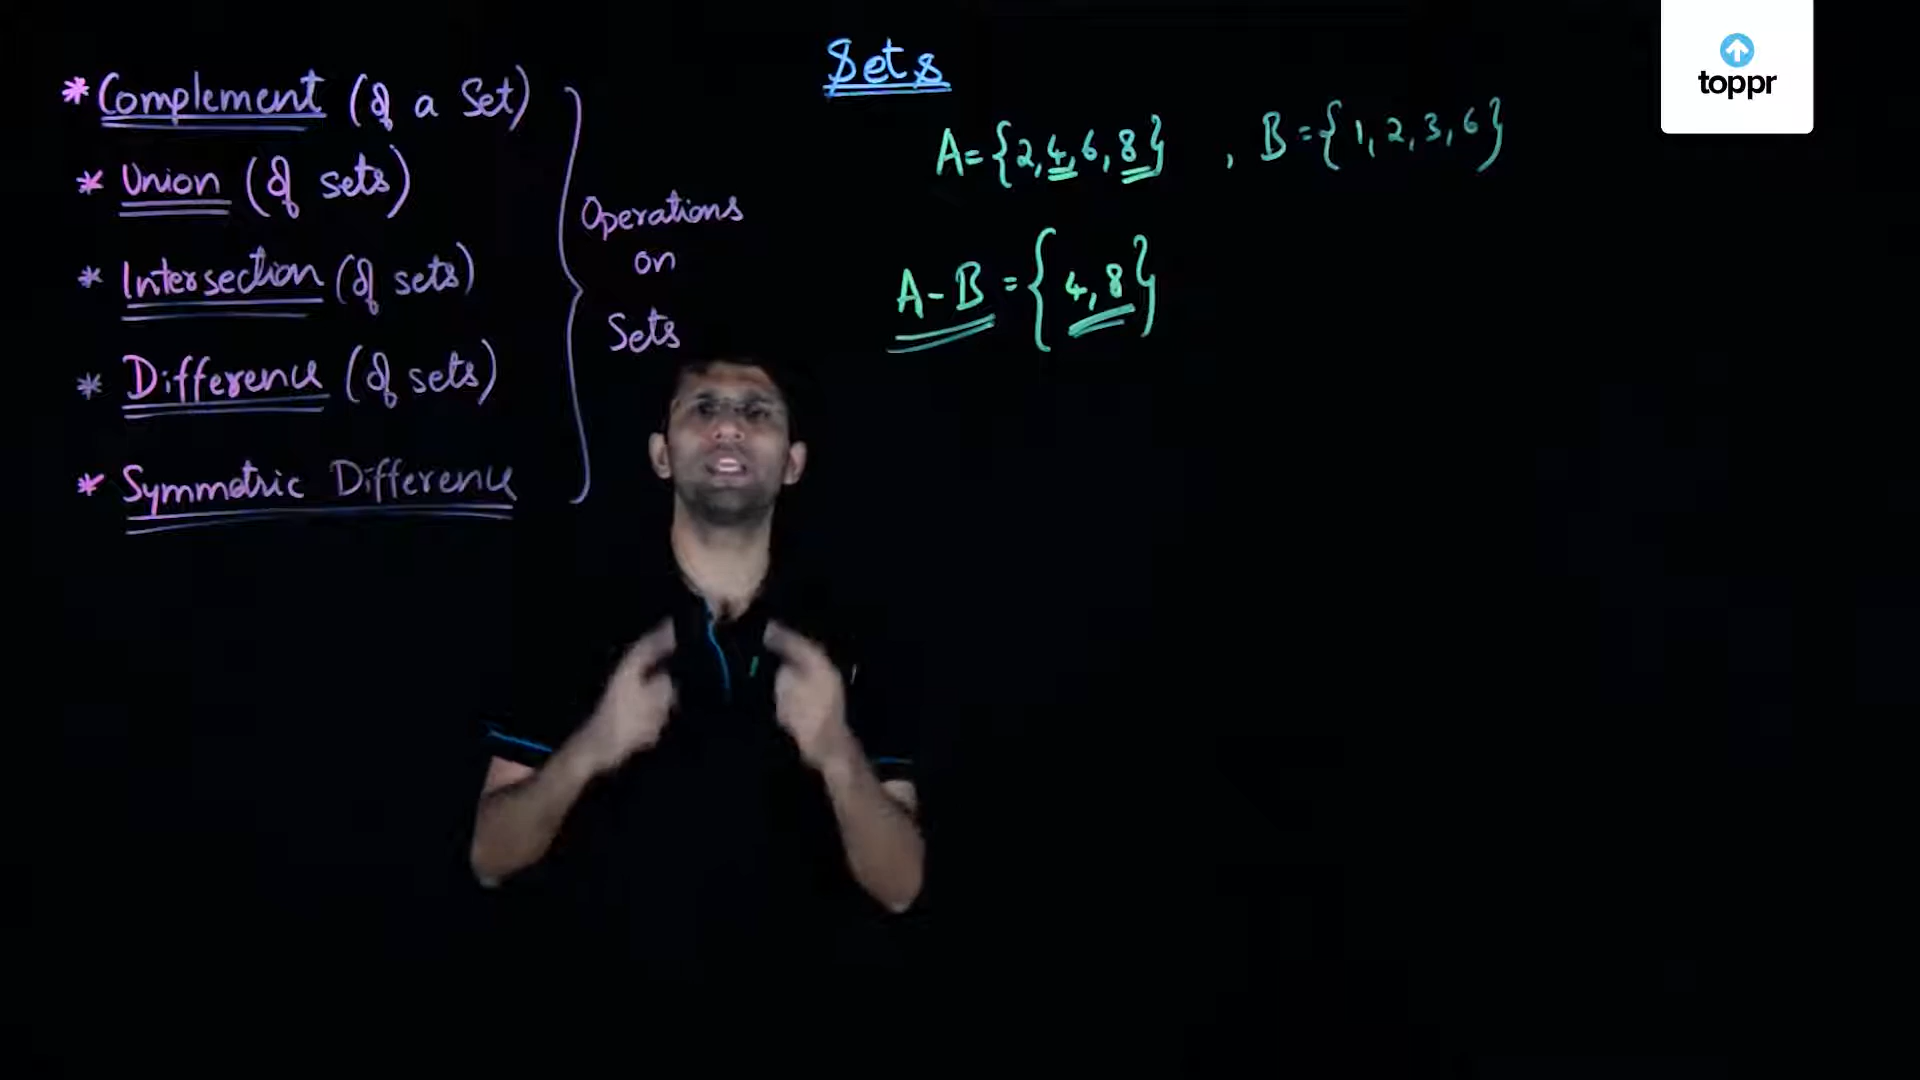 Sets
* Complement (of a Set)
* Union (of sets)
* Intersection (of sets)
* Difference (of sets)
* Symmetric Difference
Operations
on
Sets
A={2,4,6,8} , B={1,2,3,6}
A-B={4,8}
toppr